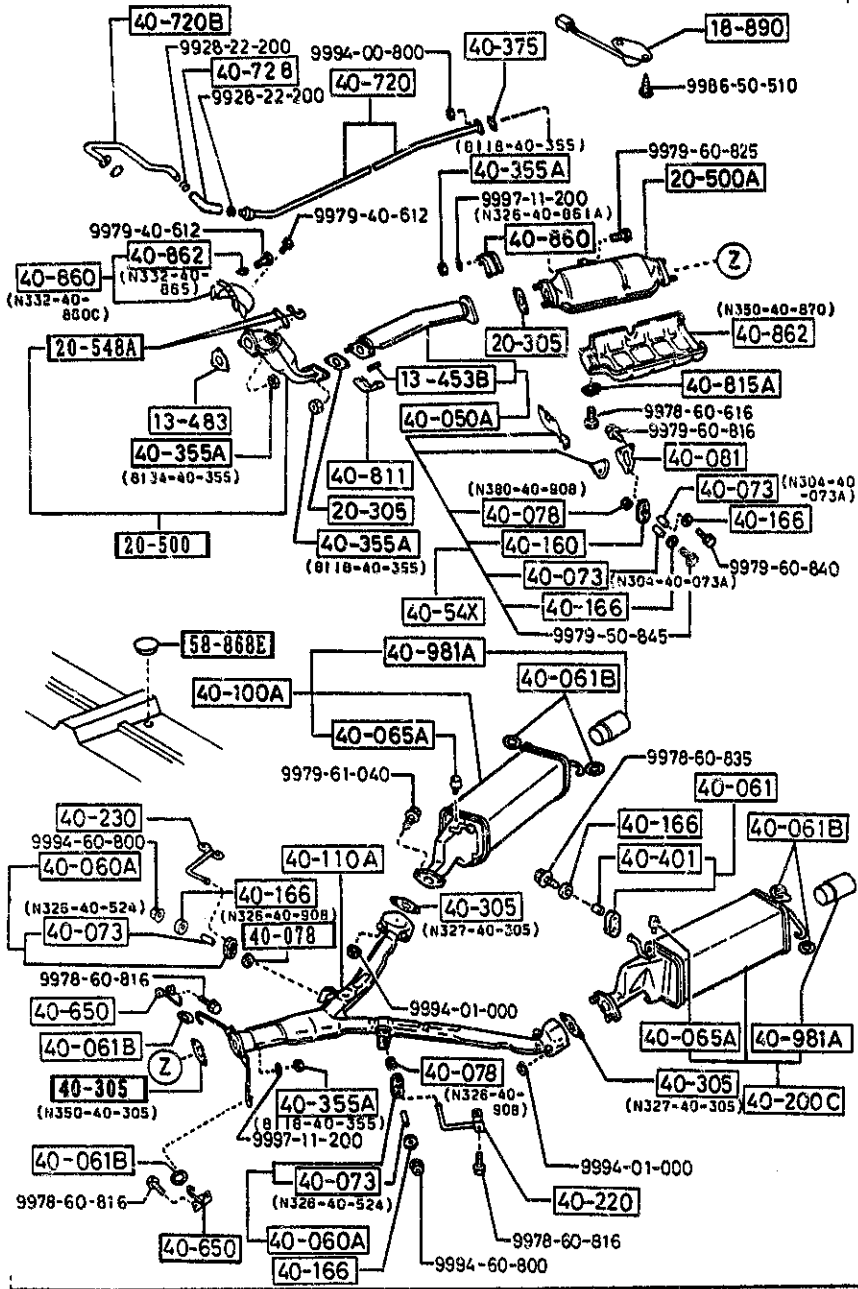 40-720B
9928-22-200
40-728
9928-22-200
9994-00-800
40-720
40-375
18-890
9986-50-510
(8118-40-355)
40-355A
9979-60-825
20-500A
9997-11-200
(N326-40-861A)
40-860
9979-40-612
9979-40-612
40-862
(N332-40-
865)
40-860
(N332-40-
860C)
Z
(N350-40-870)
40-862
20-548A
20-305
13-453B
40-815A
40-050A
9978-60-616
9979-60-816
13-483
40-355A
(8134-40-355)
40-811
40-081
(N380-40-908)
40-073
(N304-40
-073A)
20-305
40-078
40-166
20-500
40-355A
(8118-40-355)
40-160
9979-60-840
40-073
(N304-40-073A)
40-54X
40-166
9979-50-845
58-868E
40-981A
40-061B
40-100A
40-065A
9979-61-040
9978-60-835
40-061
40-230
9994-60-800
40-060A
40-110A
40-166
40-061B
40-401
40-166
(N326-40-908)
(N326-40-524)
40-073
40-078
40-305
(N327-40-305)
9978-60-816
40-650
9994-01-000
40-061B
Z
40-065A
40-981A
40-305
(N350-40-305)
40-078
(N326-40-
908)
40-305
(N327-40-305)
40-200C
40-355A
(8118-40-355)
9997-11-200
40-061B
9994-01-000
40-073
(N326-40-524)
9978-60-816
40-220
40-650
40-060A
9978-60-816
40-166
9994-60-800